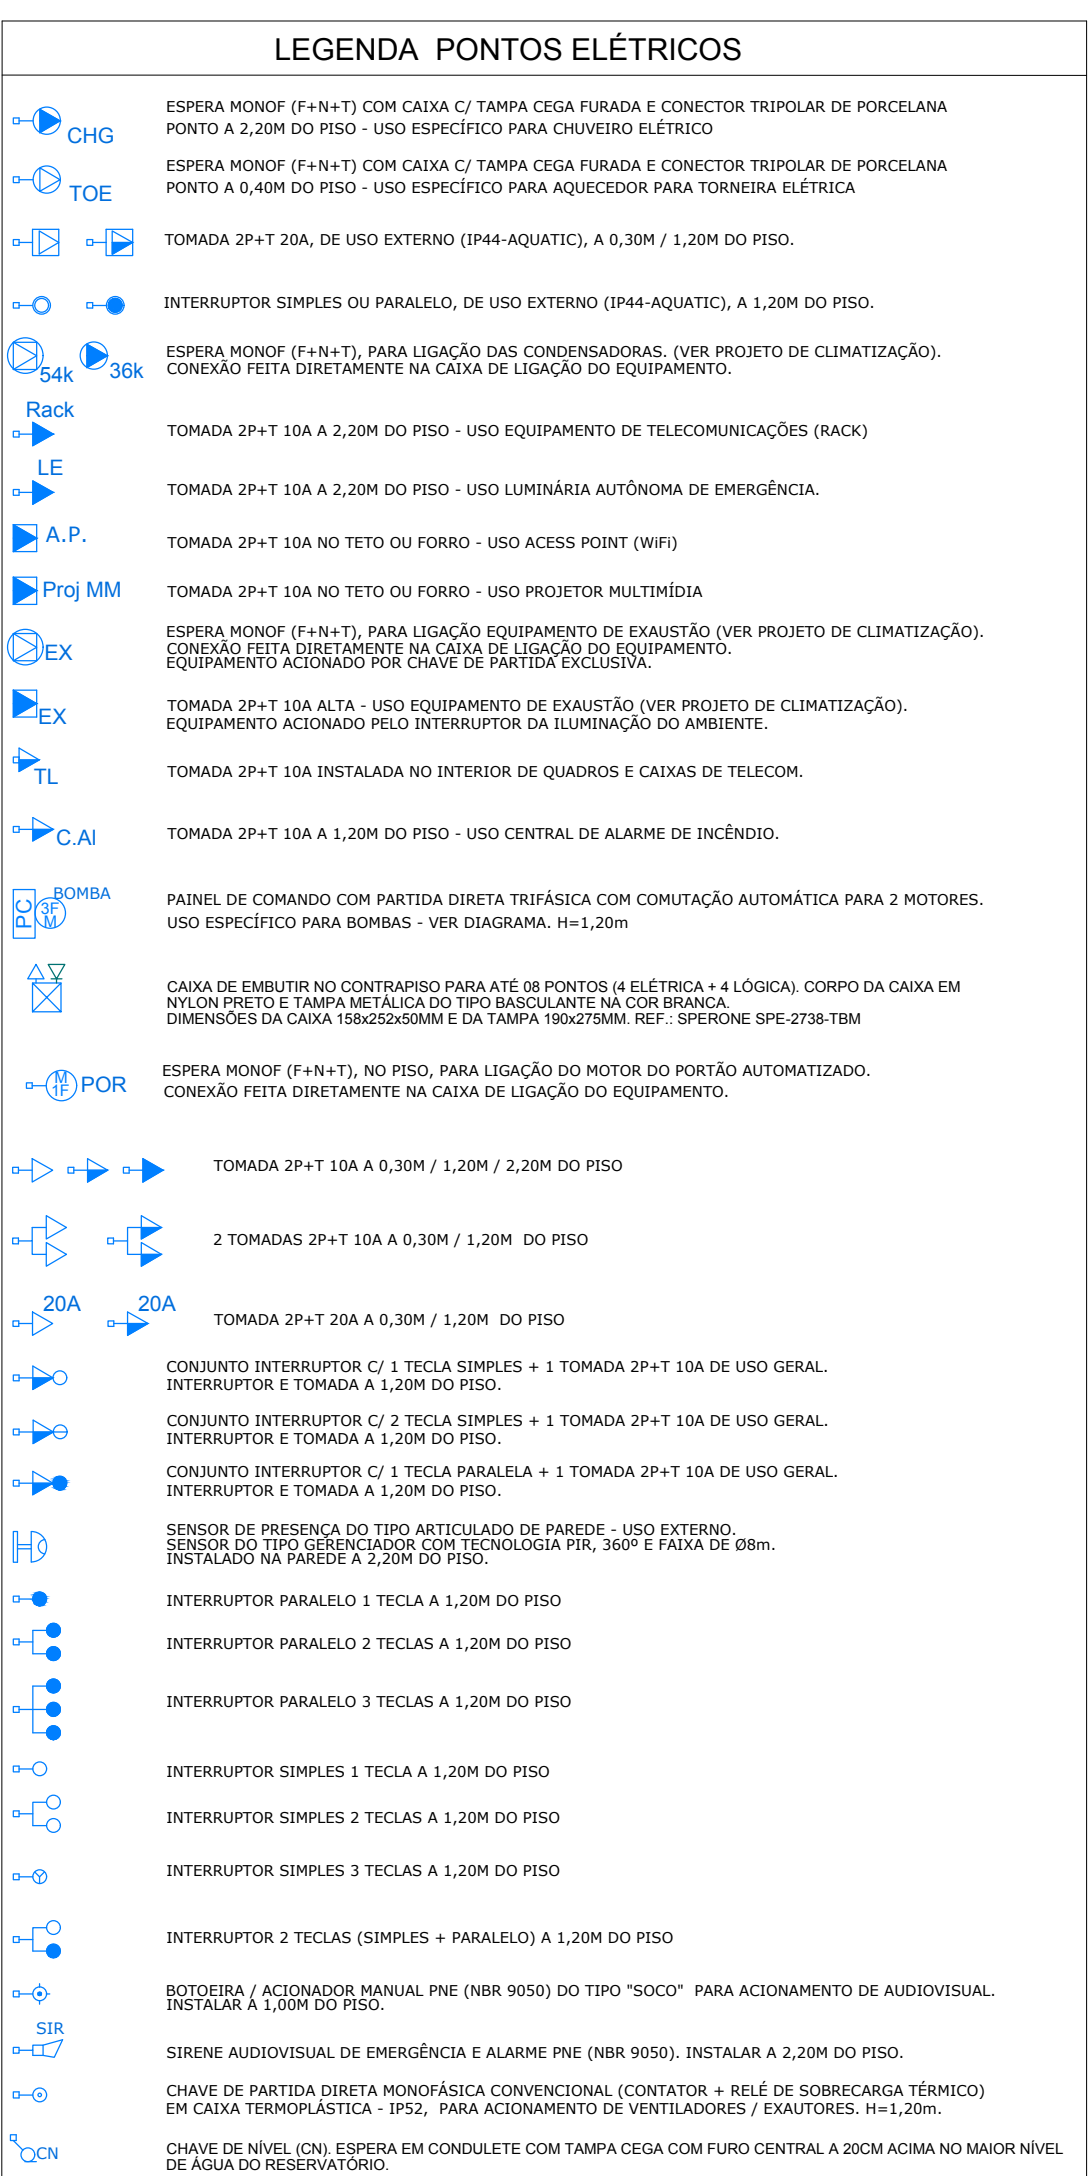 LEGENDA PONTOS ELÉTRICOS
CHG
ESPERA MONOF (F+N+T) COM CAIXA C/ TAMPA CEGA FURADA E CONECTOR TRIPOLAR DE PORCELANA
PONTO A 2,20M DO PISO - USO ESPECÍFICO PARA CHUVEIRO ELÉTRICO
TOE
ESPERA MONOF (F+N+T) COM CAIXA C/ TAMPA CEGA FURADA E CONECTOR TRIPOLAR DE PORCELANA
PONTO A 0,40M DO PISO - USO ESPECÍFICO PARA AQUECEDOR PARA TORNEIRA ELÉTRICA
TOMADA 2P+T 20A, DE USO EXTERNO (IP44-AQUATIC), A 0,30M / 1,20M DO PISO.
INTERRUPTOR SIMPLES OU PARALELO, DE USO EXTERNO (IP44-AQUATIC), A 1,20M DO PISO.
54k 36k
ESPERA MONOF (F+N+T), PARA LIGAÇÃO DAS CONDENSADORAS. (VER PROJETO DE CLIMATIZAÇÃO).
CONEXÃO FEITA DIRETAMENTE NA CAIXA DE LIGAÇÃO DO EQUIPAMENTO.
Rack
TOMADA 2P+T 10A A 2,20M DO PISO - USO EQUIPAMENTO DE TELECOMUNICAÇÕES (RACK)
LE
TOMADA 2P+T 10A A 2,20M DO PISO - USO LUMINÁRIA AUTÔNOMA DE EMERGÊNCIA.
A.P.
TOMADA 2P+T 10A NO TETO OU FORRO - USO ACESS POINT (WiFi)
Proj MM
TOMADA 2P+T 10A NO TETO OU FORRO - USO PROJETOR MULTIMÍDIA
EX
ESPERA MONOF (F+N+T), PARA LIGAÇÃO EQUIPAMENTO DE EXAUSTÃO (VER PROJETO DE CLIMATIZAÇÃO).
CONEXÃO FEITA DIRETAMENTE NA CAIXA DE LIGAÇÃO DO EQUIPAMENTO.
EQUIPAMENTO ACIONADO POR CHAVE DE PARTIDA EXCLUSIVA.
EX
TOMADA 2P+T 10A ALTA - USO EQUIPAMENTO DE EXAUSTÃO (VER PROJETO DE CLIMATIZAÇÃO).
EQUIPAMENTO ACIONADO PELO INTERRUPTOR DA ILUMINAÇÃO DO AMBIENTE.
TL
TOMADA 2P+T 10A INSTALADA NO INTERIOR DE QUADROS E CAIXAS DE TELECOM.
C.Al
TOMADA 2P+T 10A A 1,20M DO PISO - USO CENTRAL DE ALARME DE INCÊNDIO.
PC
3F
M
BOMBA
PAINEL DE COMANDO COM PARTIDA DIRETA TRIFÁSICA COM COMUTAÇÃO AUTOMÁTICA PARA 2 MOTORES.
USO ESPECÍFICO PARA BOMBAS - VER DIAGRAMA. H=1,20m
CAIXA DE EMBUTIR NO CONTRAPISO PARA ATÉ 08 PONTOS (4 ELÉTRICA + 4 LÓGICA). CORPO DA CAIXA EM
NYLON PRETO E TAMPA METÁLICA DO TIPO BASCULANTE NA COR BRANCA.
DIMENSÕES DA CAIXA 158x252x50MM E DA TAMPA 190x275MM. REF.: SPERONE SPE-2738-TBM
M
1F
POR
ESPERA MONOF (F+N+T), NO PISO, PARA LIGAÇÃO DO MOTOR DO PORTÃO AUTOMATIZADO.
CONEXÃO FEITA DIRETAMENTE NA CAIXA DE LIGAÇÃO DO EQUIPAMENTO.
TOMADA 2P+T 10A A 0,30M / 1,20M / 2,20M DO PISO
2 TOMADAS 2P+T 10A A 0,30M / 1,20M DO PISO
20A 20A
TOMADA 2P+T 20A A 0,30M / 1,20M DO PISO
CONJUNTO INTERRUPTOR C/ 1 TECLA SIMPLES + 1 TOMADA 2P+T 10A DE USO GERAL.
INTERRUPTOR E TOMADA A 1,20M DO PISO.
CONJUNTO INTERRUPTOR C/ 2 TECLA SIMPLES + 1 TOMADA 2P+T 10A DE USO GERAL.
INTERRUPTOR E TOMADA A 1,20M DO PISO.
CONJUNTO INTERRUPTOR C/ 1 TECLA PARALELA + 1 TOMADA 2P+T 10A DE USO GERAL.
INTERRUPTOR E TOMADA A 1,20M DO PISO.
SENSOR DE PRESENÇA DO TIPO ARTICULADO DE PAREDE - USO EXTERNO.
SENSOR DO TIPO GERENCIADOR COM TECNOLOGIA PIR, 360º E FAIXA DE Ø8m.
INSTALADO NA PAREDE A 2,20M DO PISO.
INTERRUPTOR PARALELO 1 TECLA A 1,20M DO PISO
INTERRUPTOR PARALELO 2 TECLAS A 1,20M DO PISO
INTERRUPTOR PARALELO 3 TECLAS A 1,20M DO PISO
INTERRUPTOR SIMPLES 1 TECLA A 1,20M DO PISO
INTERRUPTOR SIMPLES 2 TECLAS A 1,20M DO PISO
INTERRUPTOR SIMPLES 3 TECLAS A 1,20M DO PISO
INTERRUPTOR 2 TECLAS (SIMPLES + PARALELO) A 1,20M DO PISO
BOTOEIRA / ACIONADOR MANUAL PNE (NBR 9050) DO TIPO "SOCO" PARA ACIONAMENTO DE AUDIOVISUAL.
INSTALAR A 1,00M DO PISO.
SIR
SIRENE AUDIOVISUAL DE EMERGÊNCIA E ALARME PNE (NBR 9050). INSTALAR A 2,20M DO PISO.
CHAVE DE PARTIDA DIRETA MONOFÁSICA CONVENCIONAL (CONTATOR + RELÉ DE SOBRECARGA TÉRMICO)
EM CAIXA TERMOPLÁSTICA - IP52, PARA ACIONAMENTO DE VENTILADORES / EXAUTORES. H=1,20m.
CN
CHAVE DE NÍVEL (CN). ESPERA EM CONDULETE COM TAMPA CEGA COM FURO CENTRAL A 20CM ACIMA NO MAIOR NÍVEL
DE ÁGUA DO RESERVATÓRIO.